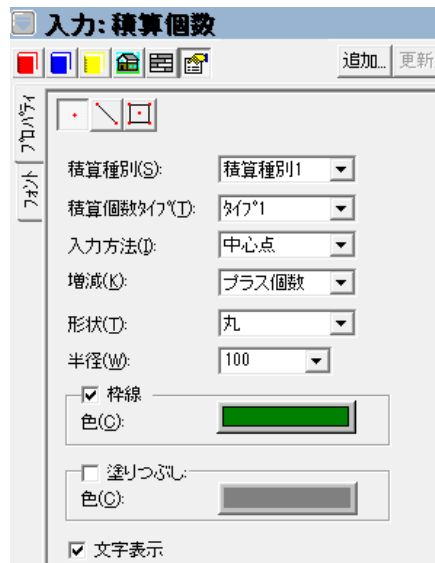 入力: 積算個数
追加... 更新
プロパティ
フォント
積算種別(S): 積算種別1
積算個数タイプ(T): タイプ1
入力方法(I): 中心点
増減(K): プラス個数
形状(T): 丸
半径(W): 100
枠線
色(C):
塗りつぶし:
色(C):
文字表示